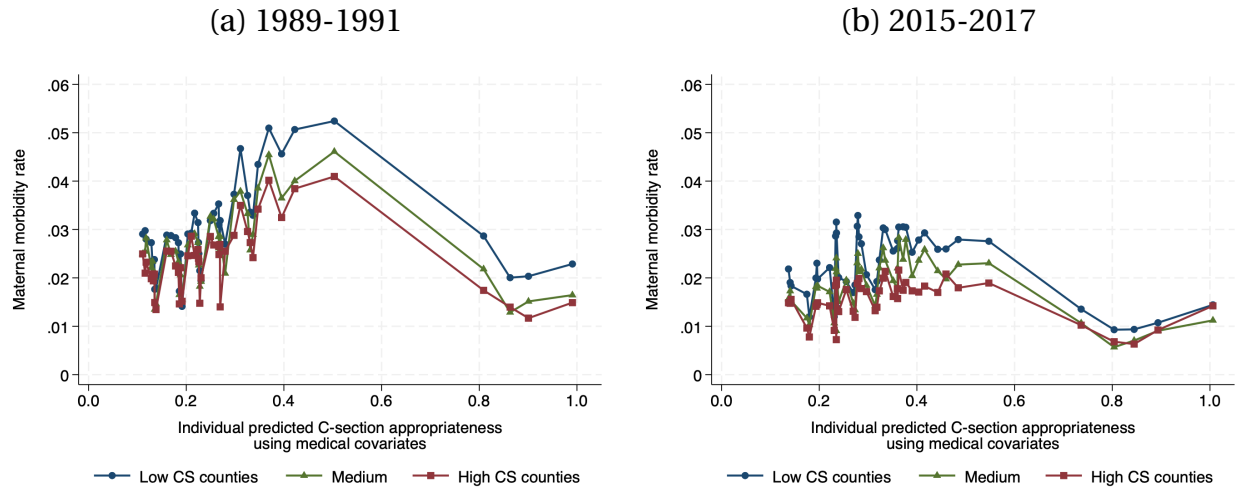 (a) 1989-1991
.06
.05
.04
.03
.02
.01
0
Maternal morbidity rate
0.0 0.2 0.4 0.6 0.8 1.0
Individual predicted C-section appropriateness
using medical covariates
Low CS counties Medium High CS counties
(b) 2015-2017
.06
.05
.04
.03
.02
.01
0
Maternal morbidity rate
0.0 0.2 0.4 0.6 0.8 1.0
Individual predicted C-section appropriateness
using medical covariates
Low CS counties Medium High CS counties